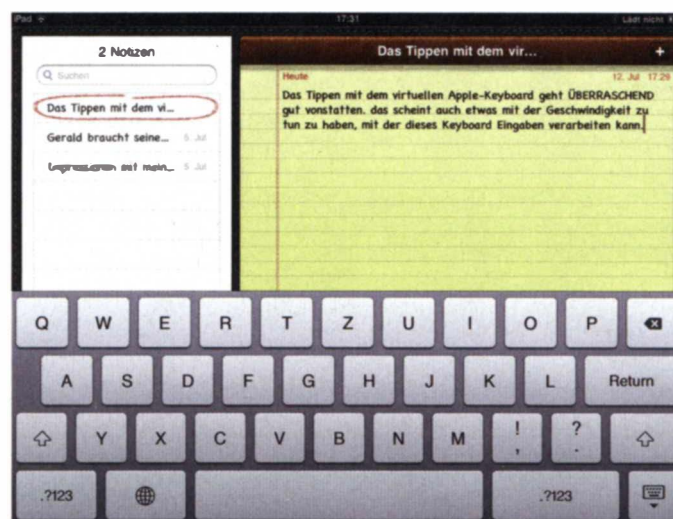 iPad
17:31
Lädt nicht
2 Notizen
Das Tippen mit dem vir...
+
Suchen
Heute
12. Jul 17:29
Das Tippen mit dem vi...
Das Tippen mit dem virtuellen Apple-Keyboard geht ÜBERRASCHEND
gut vonstatten. das scheint auch etwas mit der Geschwindigkeit zu
tun zu haben, mit der dieses Keyboard Eingaben verarbeiten kann.
Gerald braucht seine... 5. Jul
mein... 5. Jul
Q W E R T Z U I O P
A S D F G H J K L Return
Y X C V B N M ! , ? .
.?123 .?123